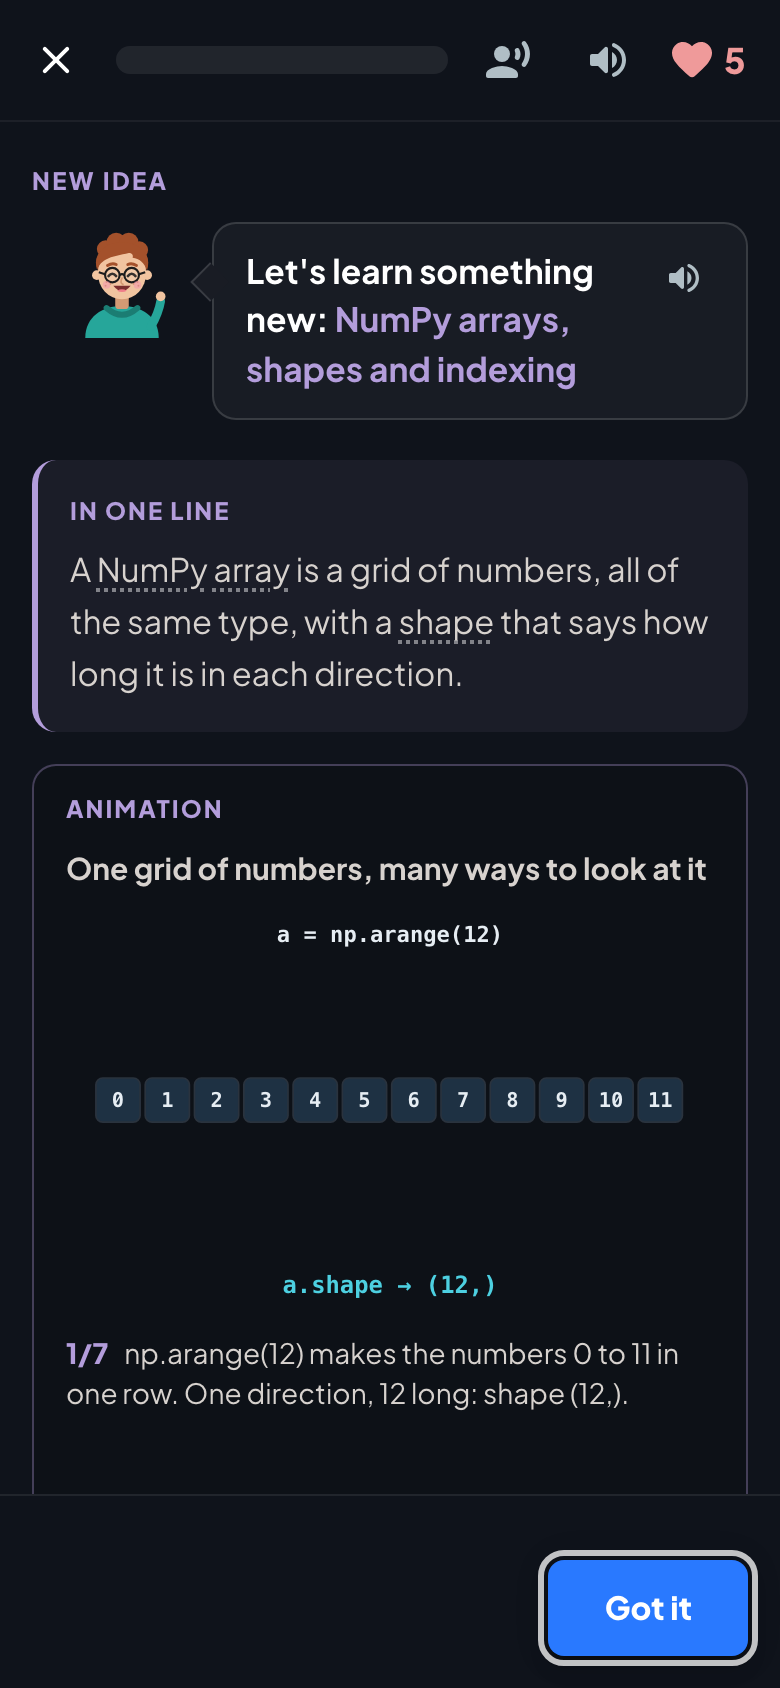 5
NEW IDEA
Let's learn something
new: NumPy arrays,
shapes and indexing
IN ONE LINE
A NumPy array is a grid of numbers, all of
the same type, with a shape that says how
long it is in each direction.
ANIMATION
One grid of numbers, many ways to look at it
a = np.arange(12)
0 1 2 3 4 5 6 7 8 9 10 11
a.shape → (12,)
1/7 np.arange(12) makes the numbers 0 to 11 in
one row. One direction, 12 long: shape (12,).
Got it